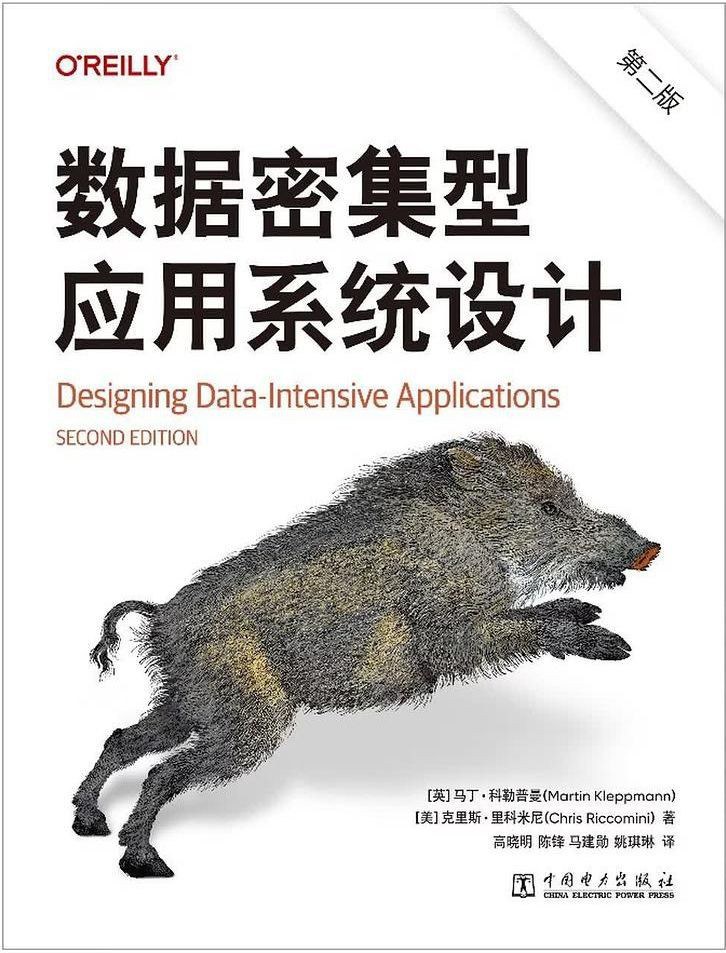 O'REILLY®
第二版
数据密集型
应用系统设计
Designing Data-Intensive Applications
SECOND EDITION
[英] 马丁·科勒普曼(Martin Kleppmann)
[美] 克里斯·里科米尼(Chris Riccomini) 著
高晓明 陈锋 马建勋 姚琪琳 译
中国电力出版社
CHINA ELECTRIC POWER PRESS